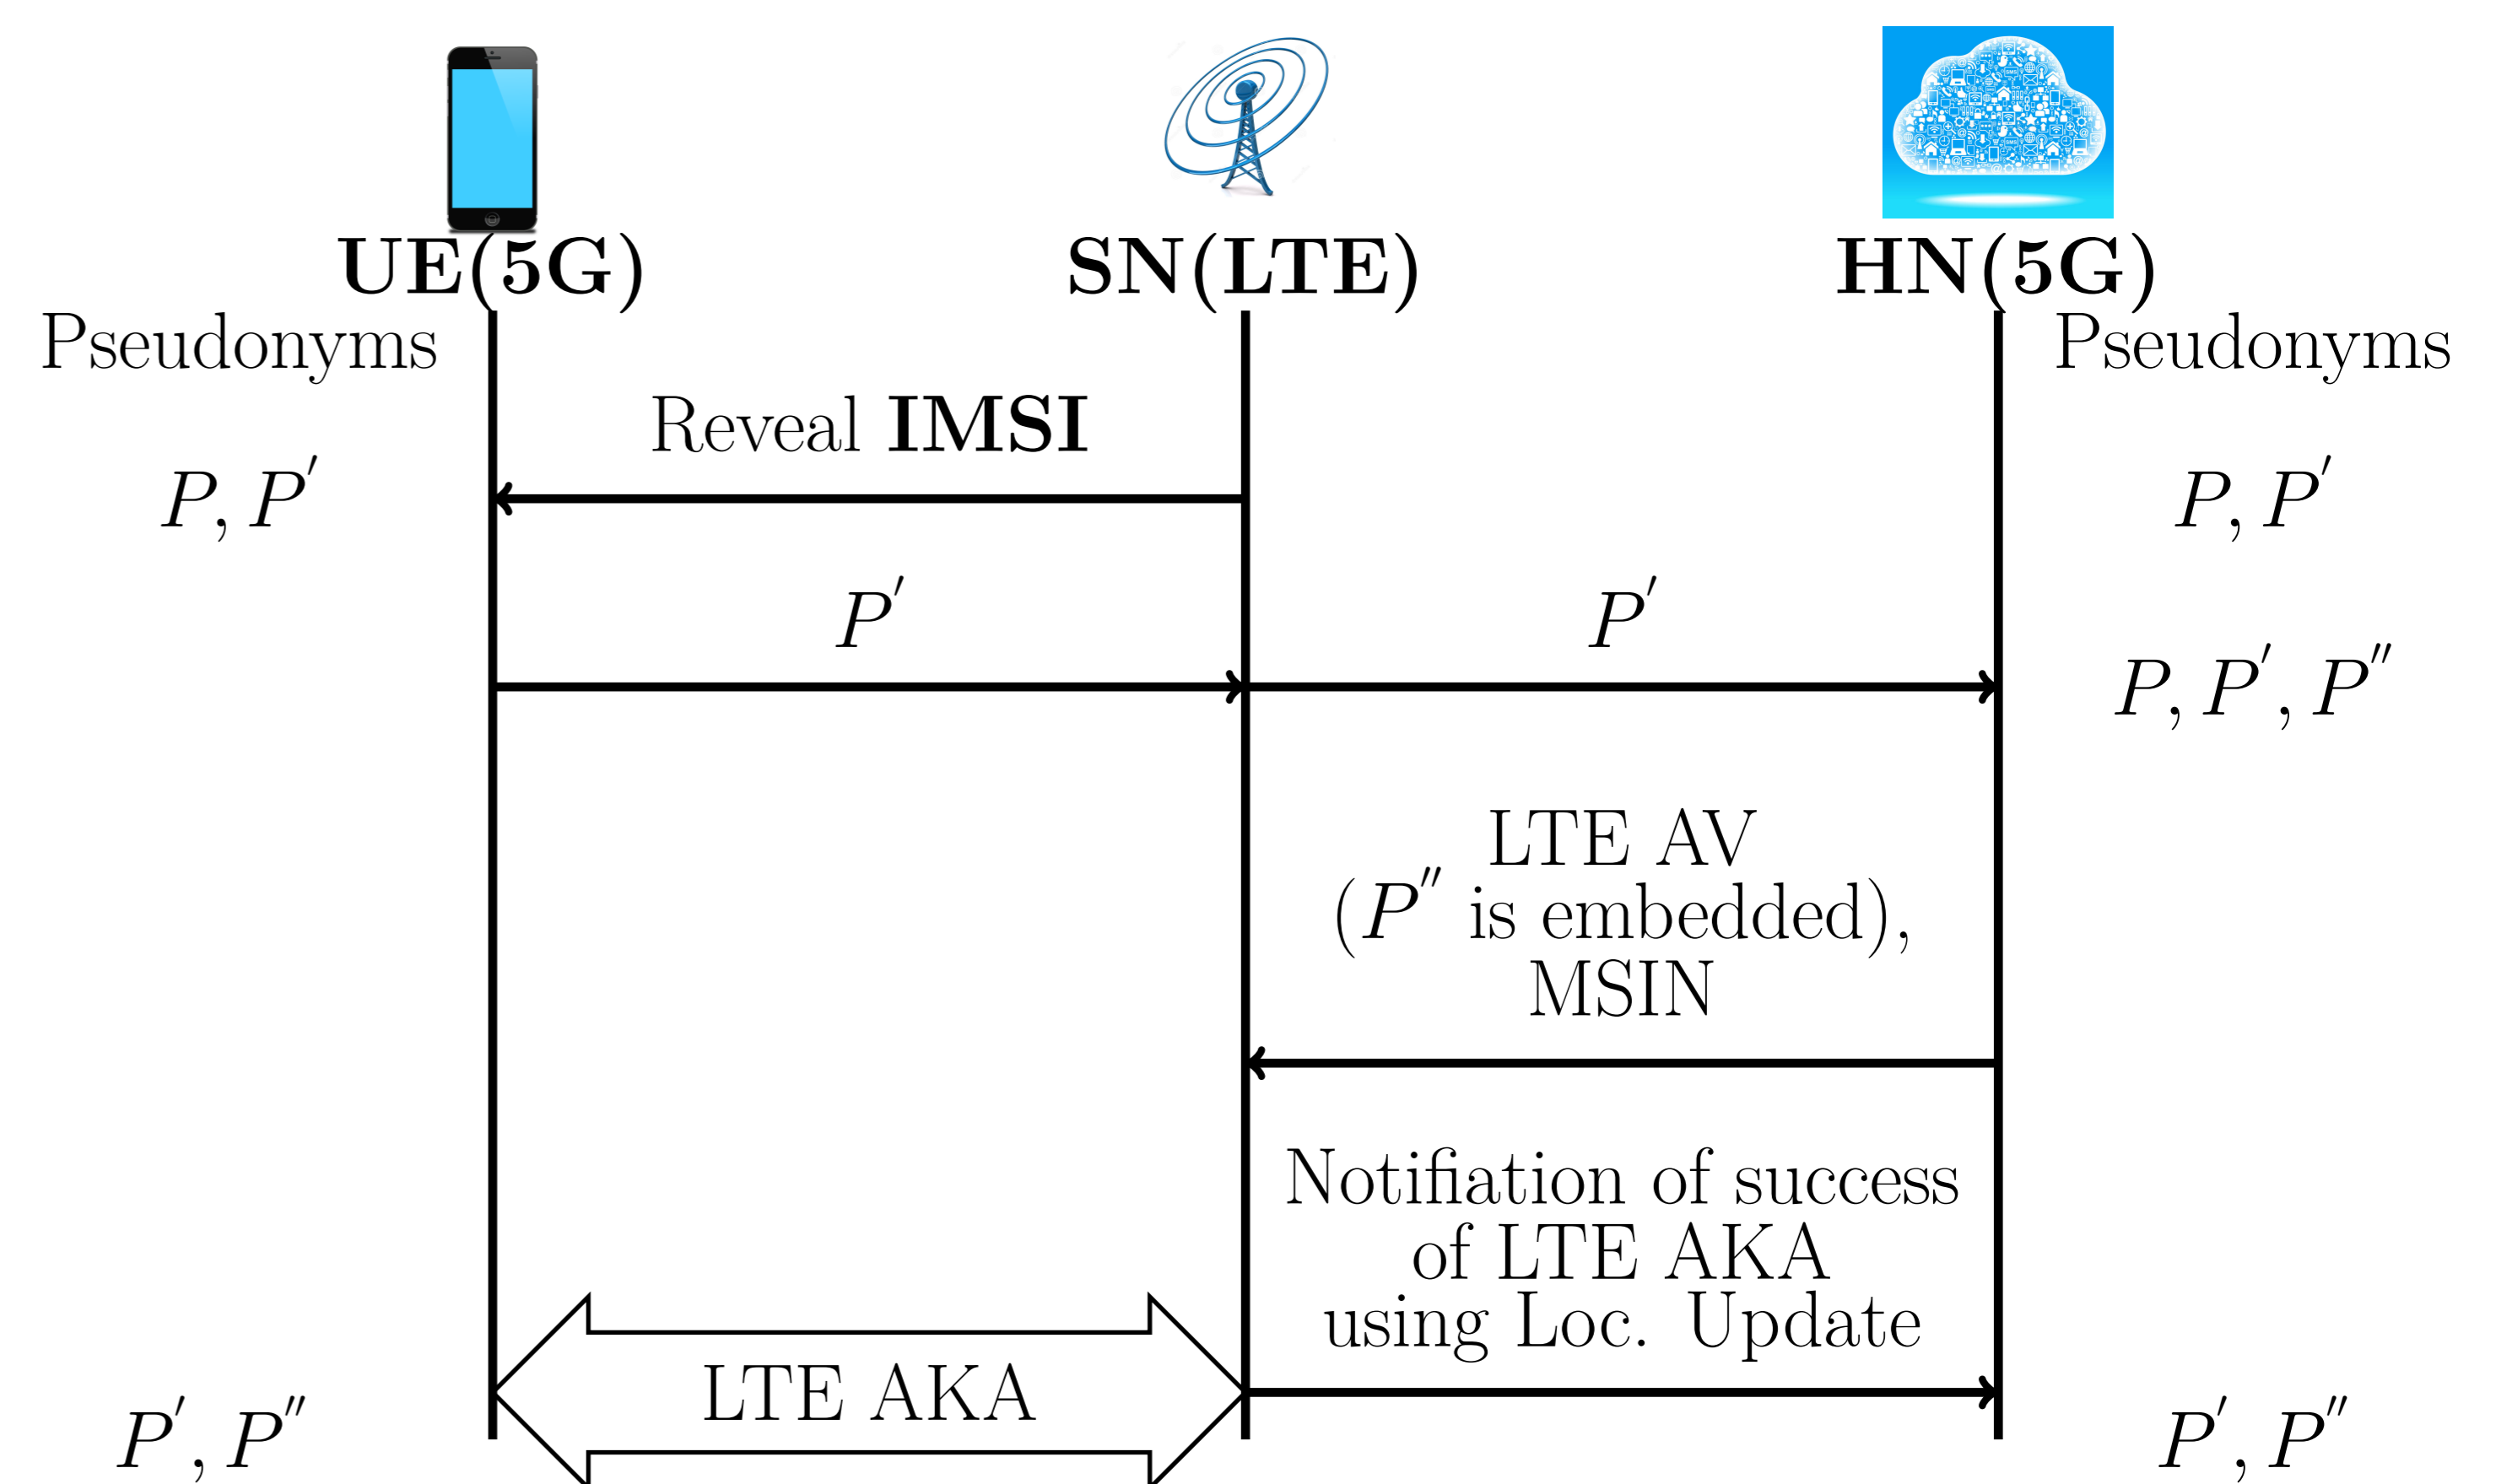 UE(5G) SN(LTE) HN(5G)
Pseudonyms Pseudonyms
Reveal IMSI
P, P′ P, P′
P′ P′
P, P′, P″
LTE AV
(P″ is embedded),
MSIN
Notifiation of success
of LTE AKA
using Loc. Update
LTE AKA
P′, P″ P′, P″